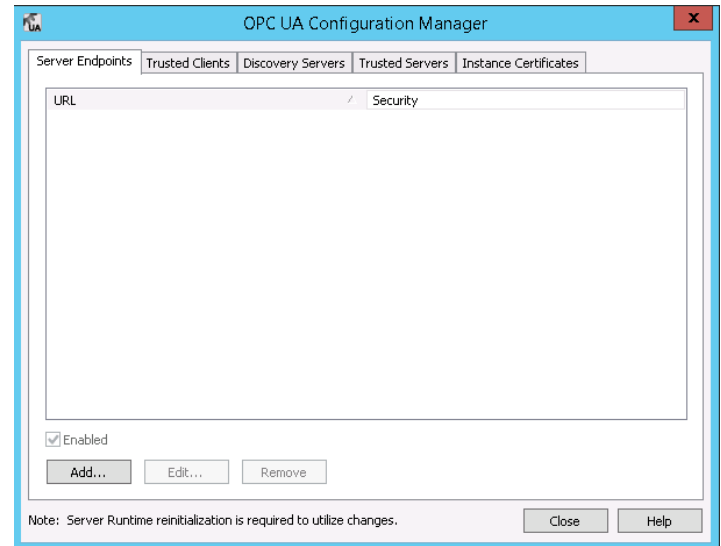 UA
OPC UA Configuration Manager
x
Server Endpoints Trusted Clients Discovery Servers Trusted Servers Instance Certificates
URL Security
Enabled
Add... Edit... Remove
Note: Server Runtime reinitialization is required to utilize changes. Close Help